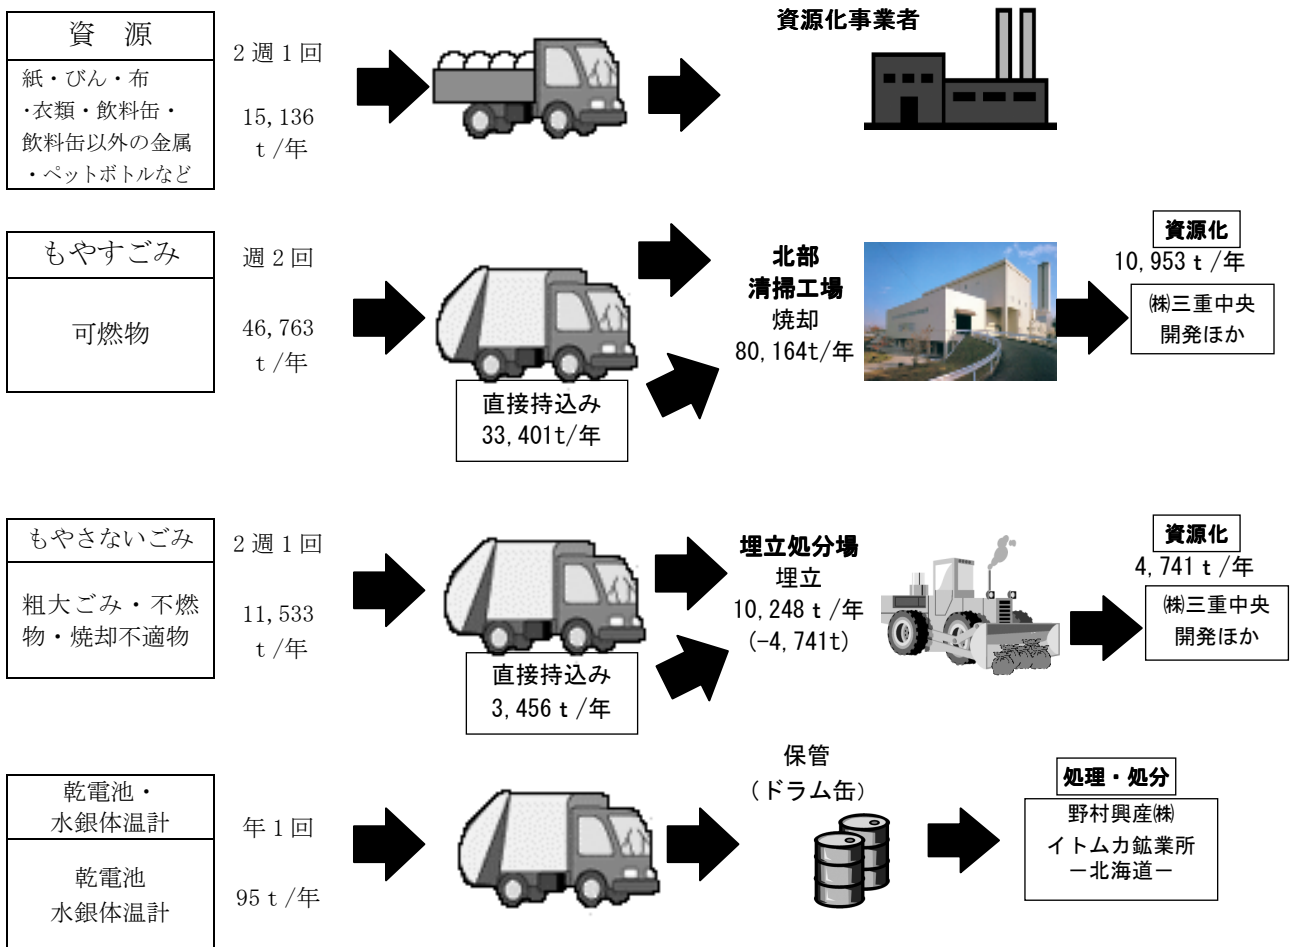 資 源
紙・びん・布
・衣類・飲料缶・
飲料缶以外の金属
・ペットボトルなど
2週1回
15,136
t/年
資源化事業者
もやすごみ
可燃物
週2回
46,763
t/年
直接持込み
33,401t/年
北部
清掃工場
焼却
80,164t/年
資源化
10,953 t/年
㈱三重中央
開発ほか
もやさないごみ
粗大ごみ・不燃
物・焼却不適物
2週1回
11,533
t/年
直接持込み
3,456 t/年
埋立処分場
埋立
10,248 t/年
(−4,741t)
資源化
4,741 t/年
㈱三重中央
開発ほか
乾電池・
水銀体温計
乾電池
水銀体温計
年1回
95 t/年
保管
(ドラム缶)
処理・処分
野村興産㈱
イトムカ鉱業所
−北海道−